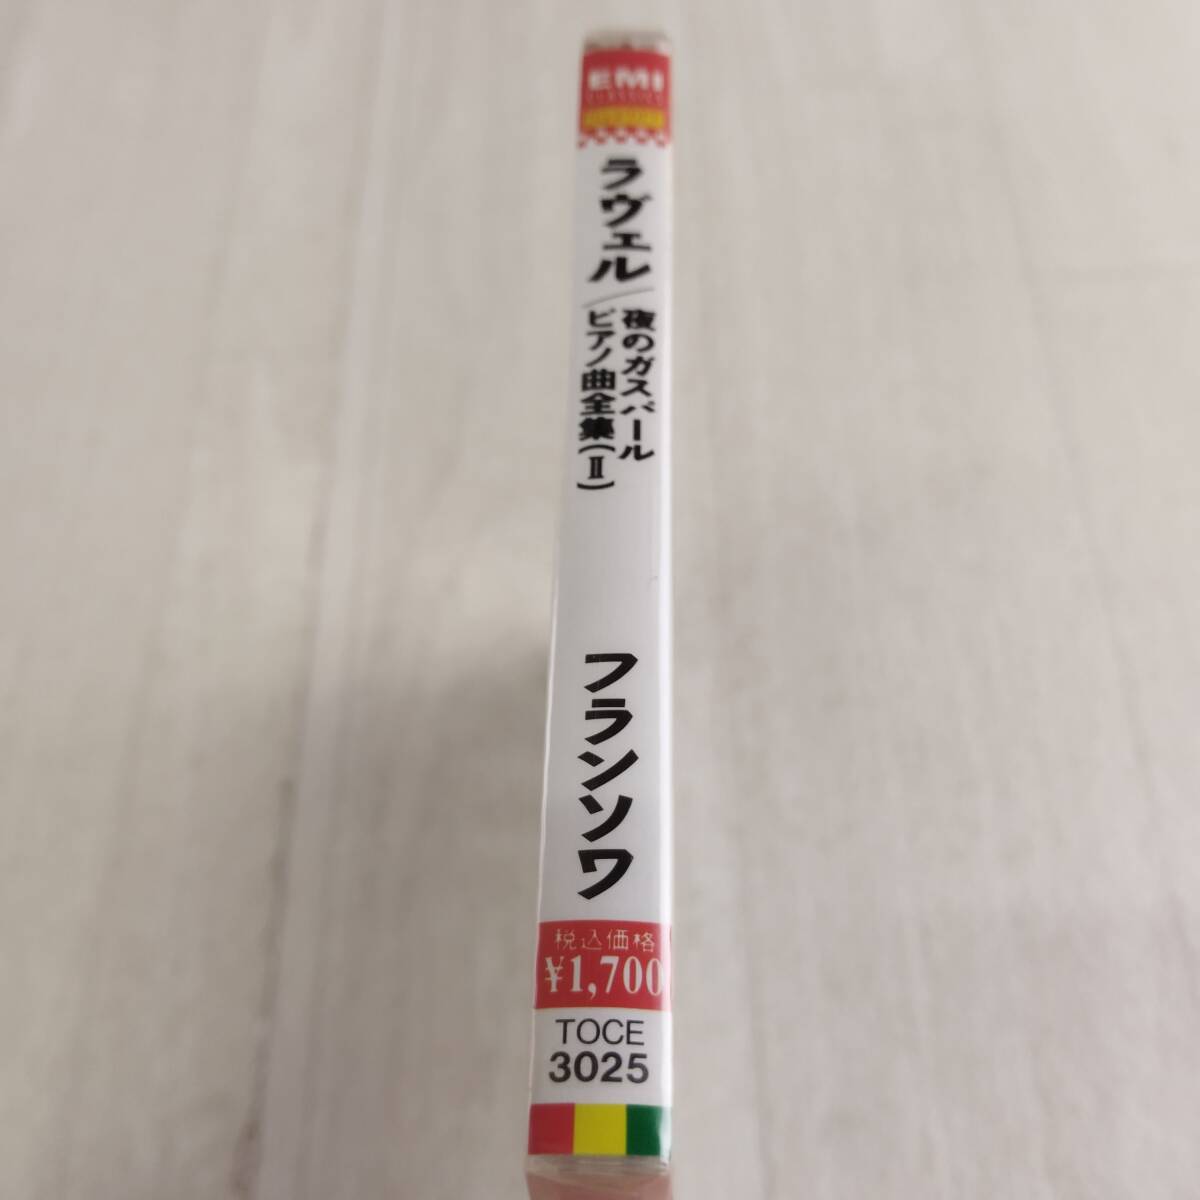 EMI
CLASSICS
ラヴェル/夜のガスパール
ピアノ曲全集(Ⅱ)
フランソワ
税込価格
¥1,700
TOCE
3025